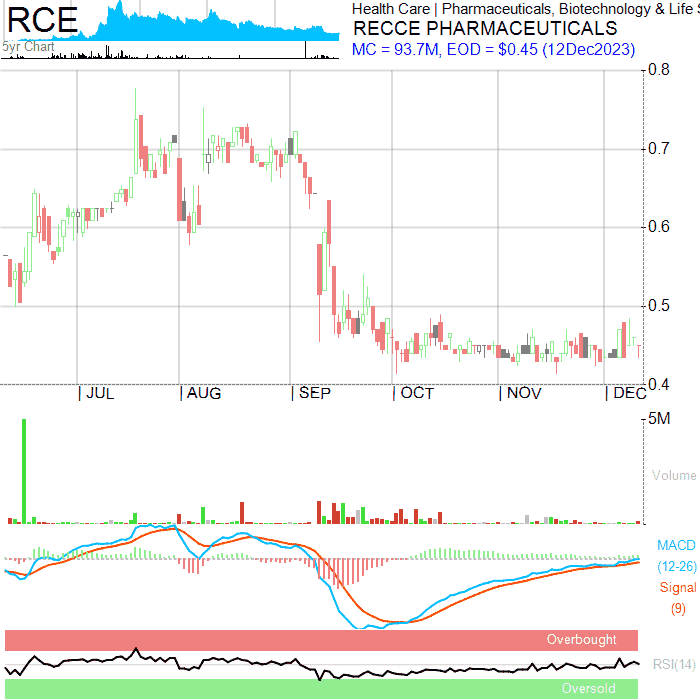 RCE
5yr Chart
Health Care | Pharmaceuticals, Biotechnology & Life S
RECCE PHARMACEUTICALS
MC = 93.7M, EOD = $0.45 (12Dec2023)
0.8
0.7
0.6
0.5
0.4
| JUL | AUG | SEP | OCT | NOV | DEC
5M
Volume
MACD
(12-26)
Signal
(9)
Overbought
RSI(14)
Oversold